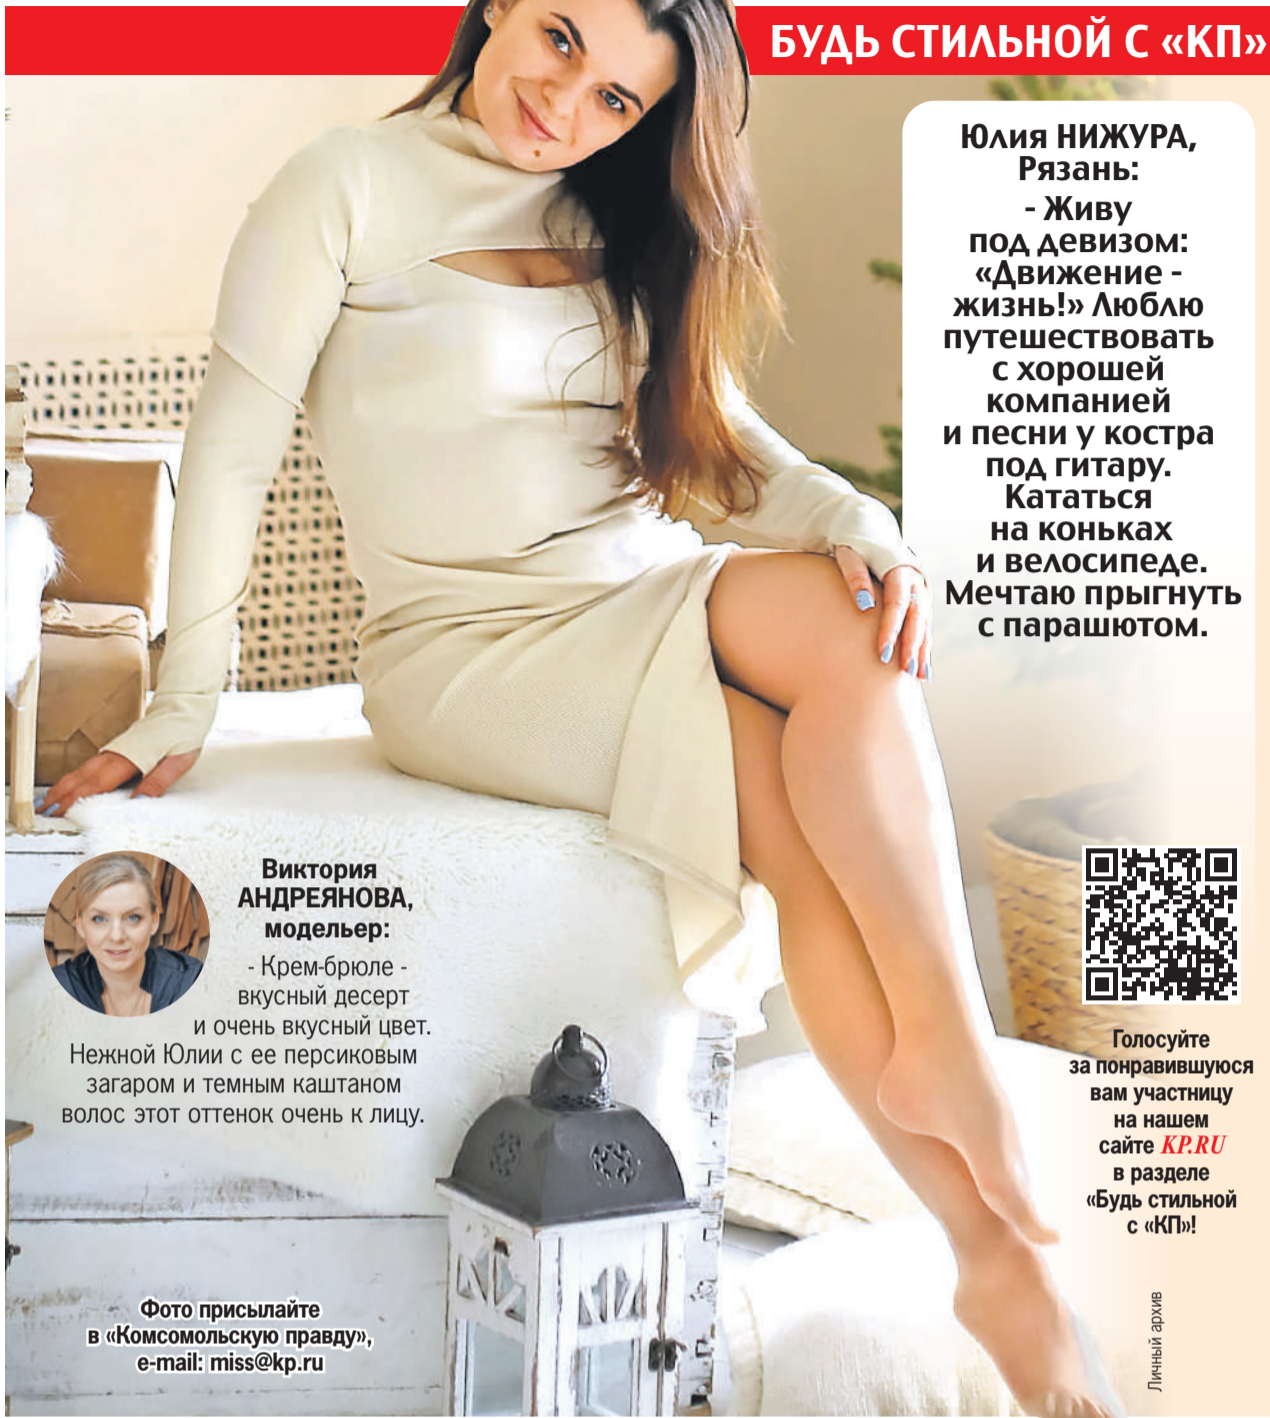 БУДЬ СТИЛЬНОЙ С «КП»
Юлия НИЖУРА,
Рязань:
- Живу
под девизом:
«Движение -
жизнь!» Люблю
путешествовать
с хорошей
компанией
и песни у костра
под гитару.
Кататься
на коньках
и велосипеде.
Мечтаю прыгнуть
с парашютом.
Виктория
АНДРЕЯНОВА,
модельер:
- Крем-брюле -
вкусный десерт
и очень вкусный цвет.
Нежной Юлии с ее персиковым
загаром и темным каштаном
волос этот оттенок очень к лицу.
Голосуйте
за понравившуюся
вам участницу
на нашем
сайте KP.RU
в разделе
«Будь стильной
с «КП»!
Фото присылайте
в «Комсомольскую правду»,
e-mail: miss@kp.ru
Личный архив